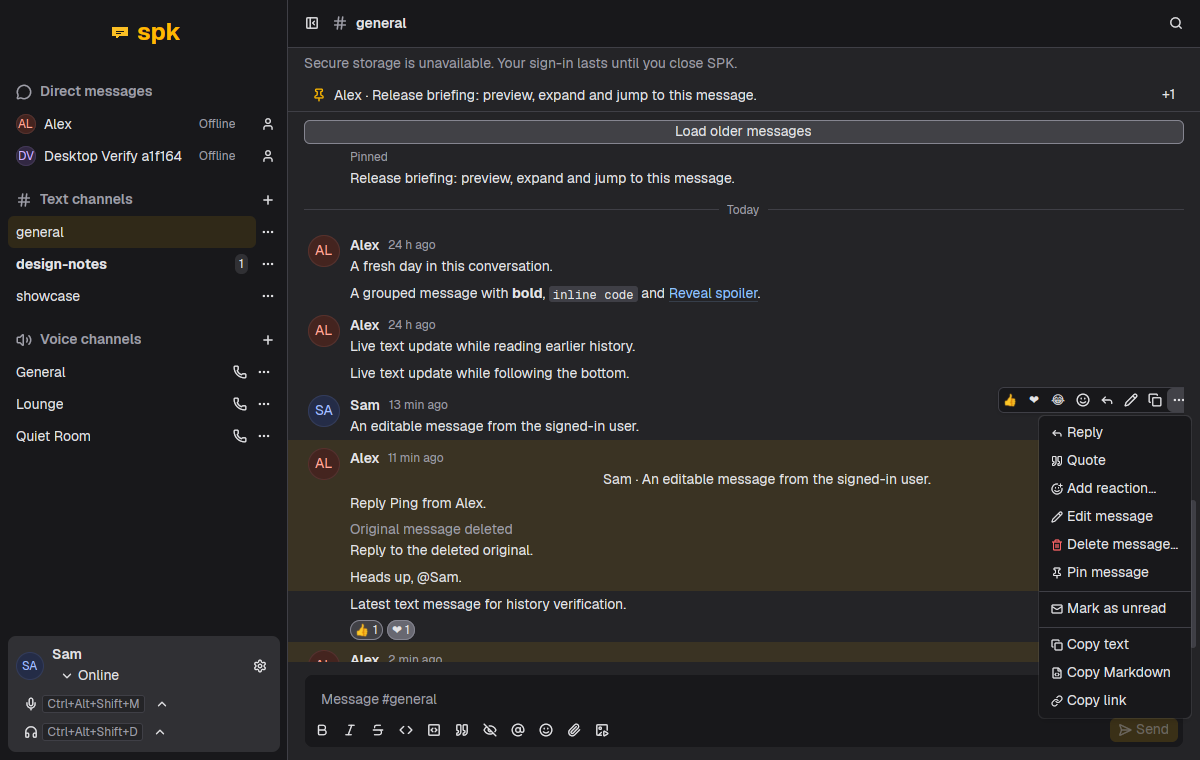 spk
Direct messages
AL Alex Offline
DV Desktop Verify a1f164 Offline
Text channels
general
design-notes 1
showcase
Voice channels
General
Lounge
Quiet Room
SA Sam
Online
Ctrl+Alt+Shift+M
Ctrl+Alt+Shift+D
# general
Secure storage is unavailable. Your sign-in lasts until you close SPK.
Alex · Release briefing: preview, expand and jump to this message. +1
Load older messages
Pinned
Release briefing: preview, expand and jump to this message.
Today
AL Alex 24 h ago
A fresh day in this conversation.
A grouped message with bold, inline code and Reveal spoiler.
AL Alex 24 h ago
Live text update while reading earlier history.
Live text update while following the bottom.
SA Sam 13 min ago
An editable message from the signed-in user.
AL Alex 11 min ago
Sam · An editable message from the signed-in user.
Reply Ping from Alex.
Original message deleted
Reply to the deleted original.
Heads up, @Sam.
Latest text message for history verification.
👍 1 ❤ 1
AL Alex 2 min ago
Message #general
Send
Reply
Quote
Add reaction…
Edit message
Delete message…
Pin message
Mark as unread
Copy text
Copy Markdown
Copy link